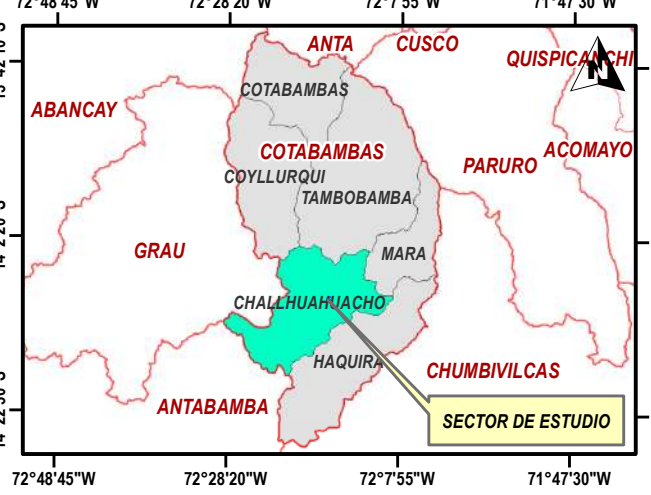 72°48'45"W 72°28'20"W 72°7'55"W 71°47'30"W
ANTA CUSCO
QUISPICANCHI
N
COTABAMBAS
ABANCAY
COTABAMBAS ACOMAYO
PARURO
COYLLURQUI
TAMBOBAMBA
GRAU MARA
CHALLHUAHUACHO
HAQUIRA
CHUMBIVILCAS
ANTABAMBA
SECTOR DE ESTUDIO
72°48'45"W 72°28'20"W 72°7'55"W 71°47'30"W